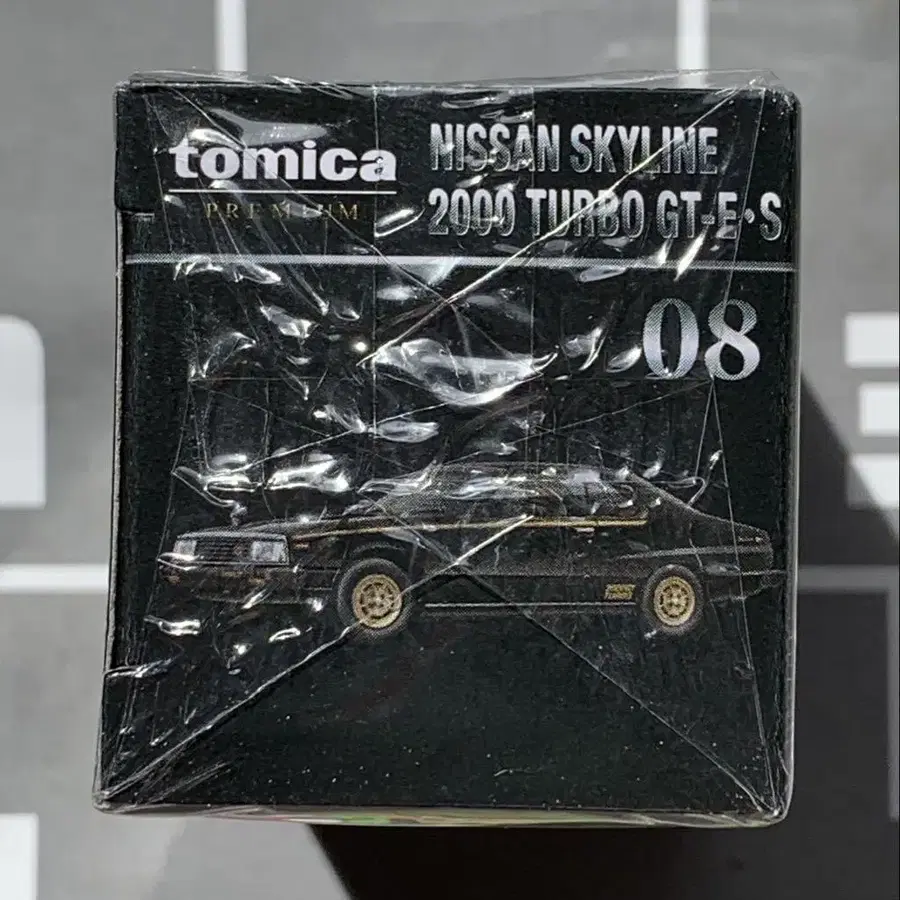 tomica
PREMIUM
NISSAN SKYLINE
2000 TURBO GT-E・S
08